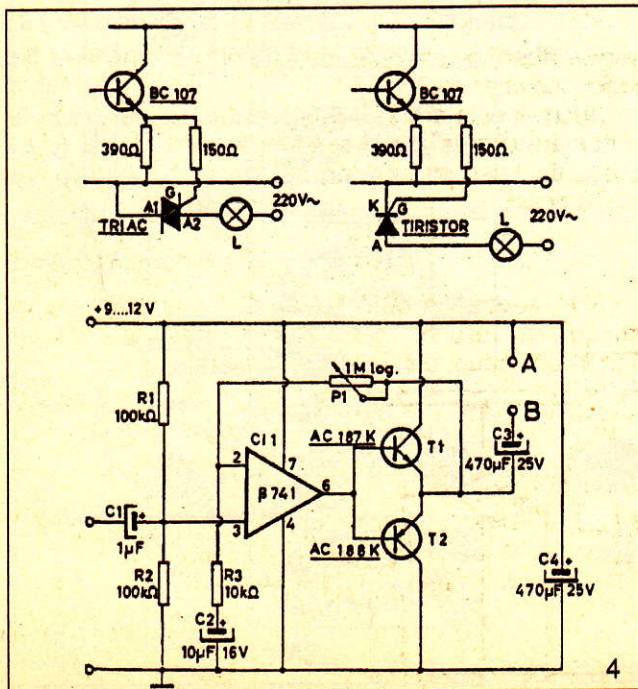 BC 107
390Ω
150Ω
G
A1
A2
TRIAC
L
220V~
BC 107
390Ω
150Ω
K
G
TIRISTOR
A
L
220V~
+9....12 V
R1
100kΩ
1M log.
P1
A
B
AC 187 K
T1
CI 1
β 741
2
7
6
3
4
C3 +
470µF 25V
C1
+
1µF
AC 188 K
T2
R2
100kΩ
R3
10kΩ
C4 +
470µF 25V
C2 +
10µF 16V
4